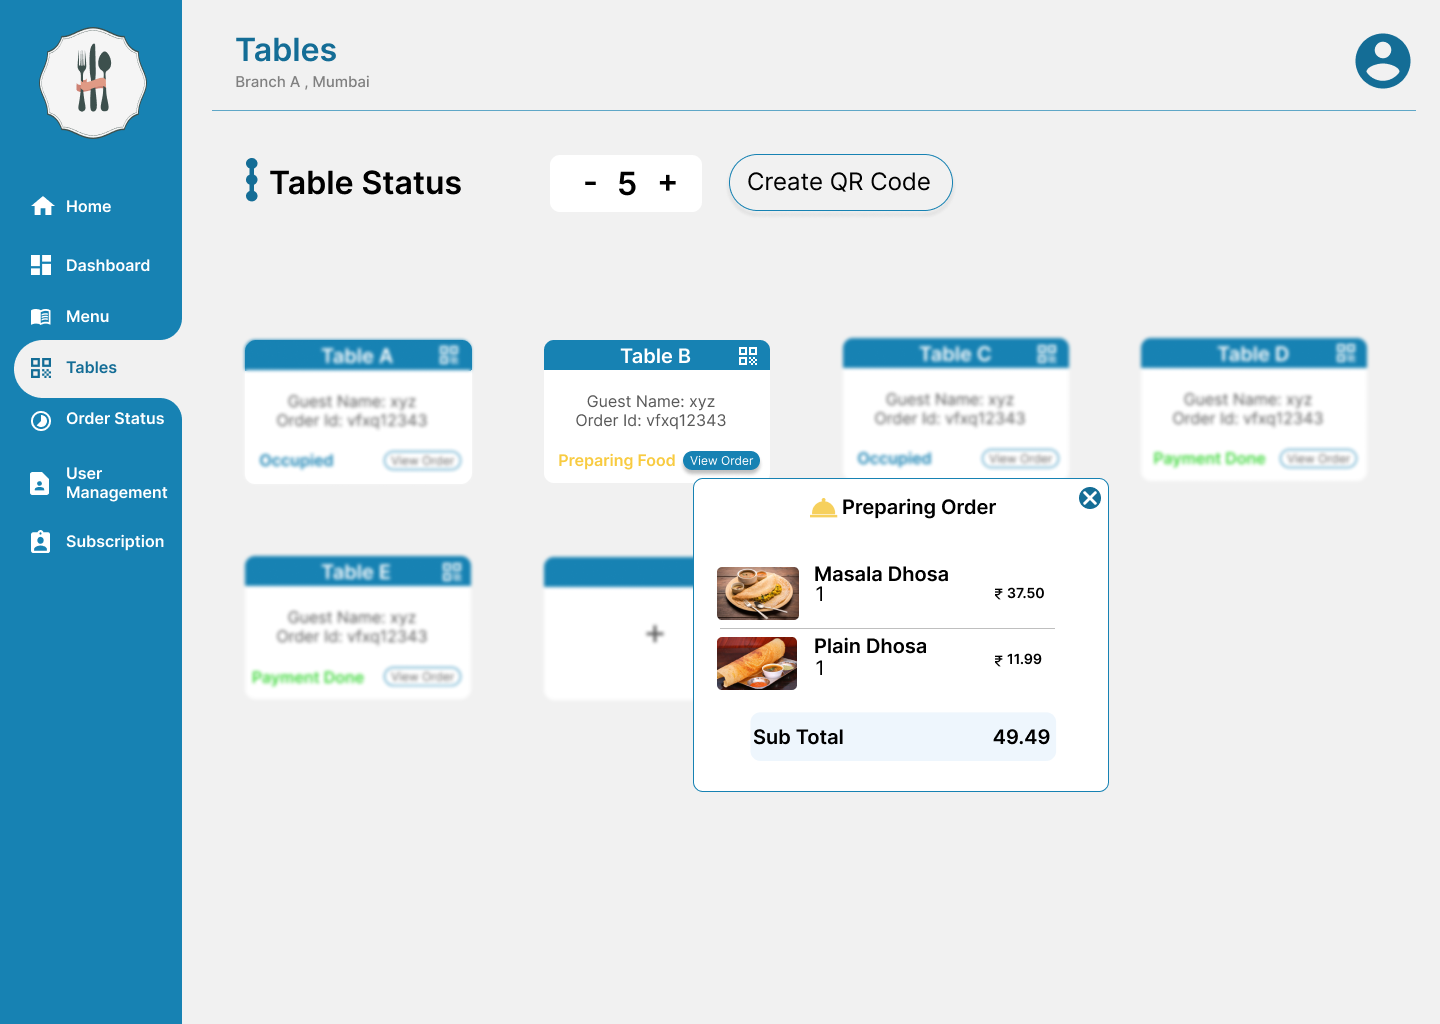 Tables
Branch A , Mumbai
Home
Dashboard
Menu
Tables
Order Status
User
Management
Subscription
Table Status
- 5 +
Create QR Code
Table A
Guest Name: xyz
Order Id: vfxq12343
Occupied
View Order
Table B
Guest Name: xyz
Order Id: vfxq12343
Preparing Food
View Order
Table C
Guest Name: xyz
Order Id: vfxq12343
Occupied
View Order
Table D
Guest Name: xyz
Order Id: vfxq12343
Payment Done
View Order
Table E
Guest Name: xyz
Order Id: vfxq12343
Payment Done
View Order
+
Preparing Order
Masala Dhosa
1
₹ 37.50
Plain Dhosa
1
₹ 11.99
Sub Total 49.49